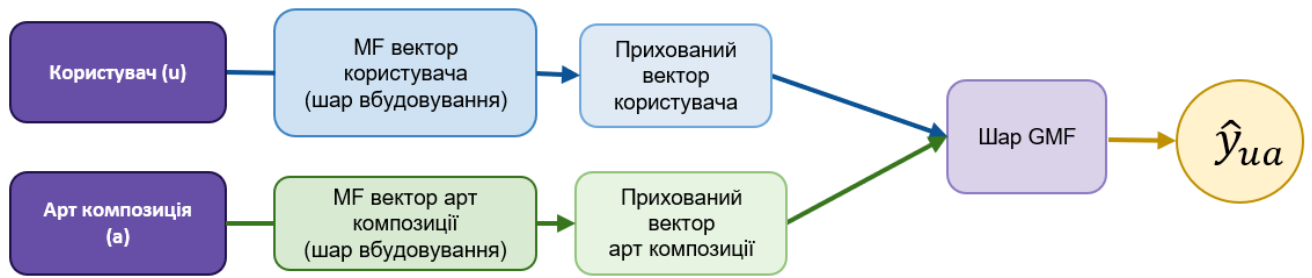 Користувач (u)
MF вектор
користувача
(шар вбудовування)
Прихований
вектор
користувача
Шар GMF
ŷua
Арт композиція
(a)
MF вектор арт
композиції
(шар вбудовування)
Прихований
вектор
арт композиції